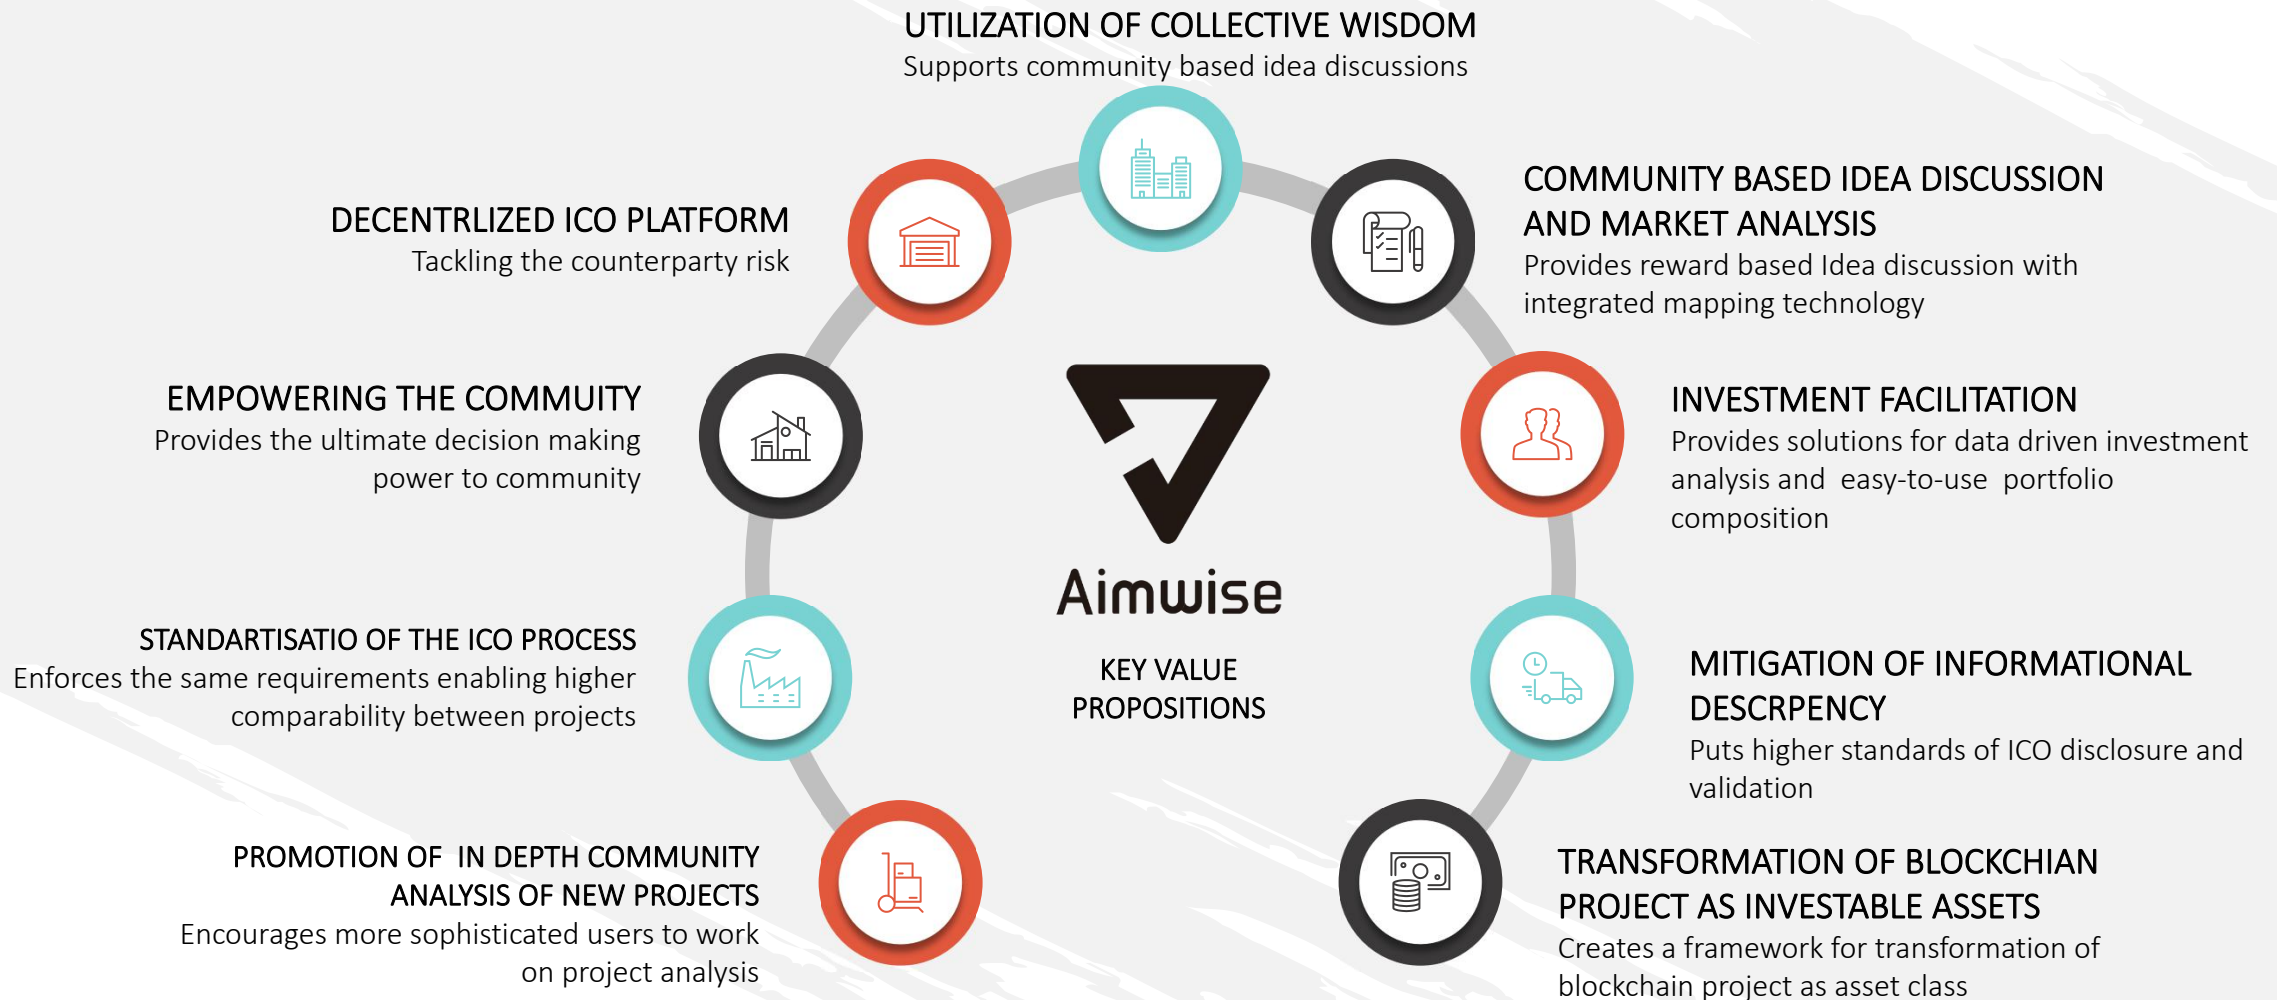 UTILIZATION OF COLLECTIVE WISDOM
Supports community based idea discussions
DECENTRLIZED ICO PLATFORM
Tackling the counterparty risk
COMMUNITY BASED IDEA DISCUSSION
AND MARKET ANALYSIS
Provides reward based Idea discussion with
integrated mapping technology
EMPOWERING THE COMMUITY
Provides the ultimate decision making
power to community
INVESTMENT FACILITATION
Provides solutions for data driven investment
analysis and easy-to-use portfolio
composition
Aimwise
KEY VALUE
PROPOSITIONS
STANDARTISATIO OF THE ICO PROCESS
Enforces the same requirements enabling higher
comparability between projects
MITIGATION OF INFORMATIONAL
DESCRPENCY
Puts higher standards of ICO disclosure and
validation
PROMOTION OF IN DEPTH COMMUNITY
ANALYSIS OF NEW PROJECTS
Encourages more sophisticated users to work
on project analysis
TRANSFORMATION OF BLOCKCHIAN
PROJECT AS INVESTABLE ASSETS
Creates a framework for transformation of
blockchain project as asset class